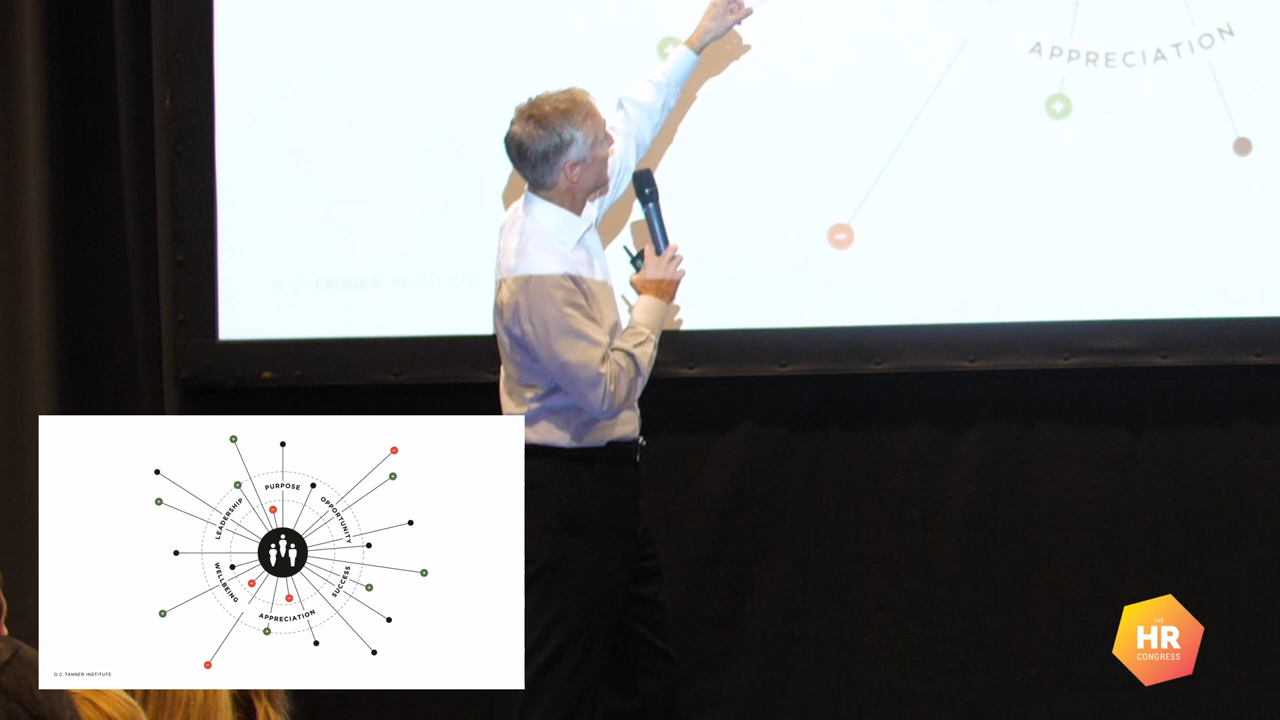 APPRECIATION
PURPOSE
LEADERSHIP
OPPORTUNITY
WELLBEING
SUCCESS
APPRECIATION
O.C. TANNER INSTITUTE
THE
HR
CONGRESS